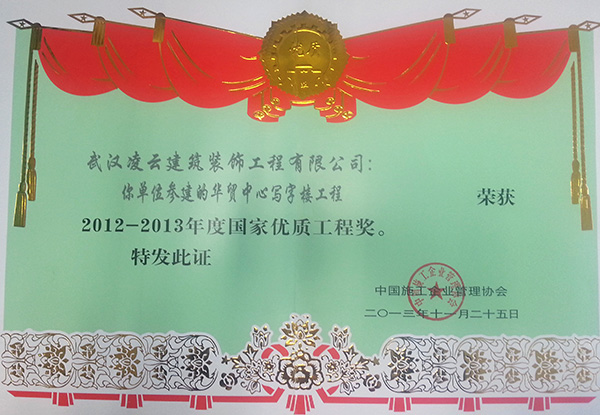 武汉凌云建筑装饰工程有限公司：
你单位参建的华贸中心写字楼工程 荣获
2012-2013年度国家优质工程奖。
特发此证
中国施工企业管理协会
二〇一三年十一月二十五日